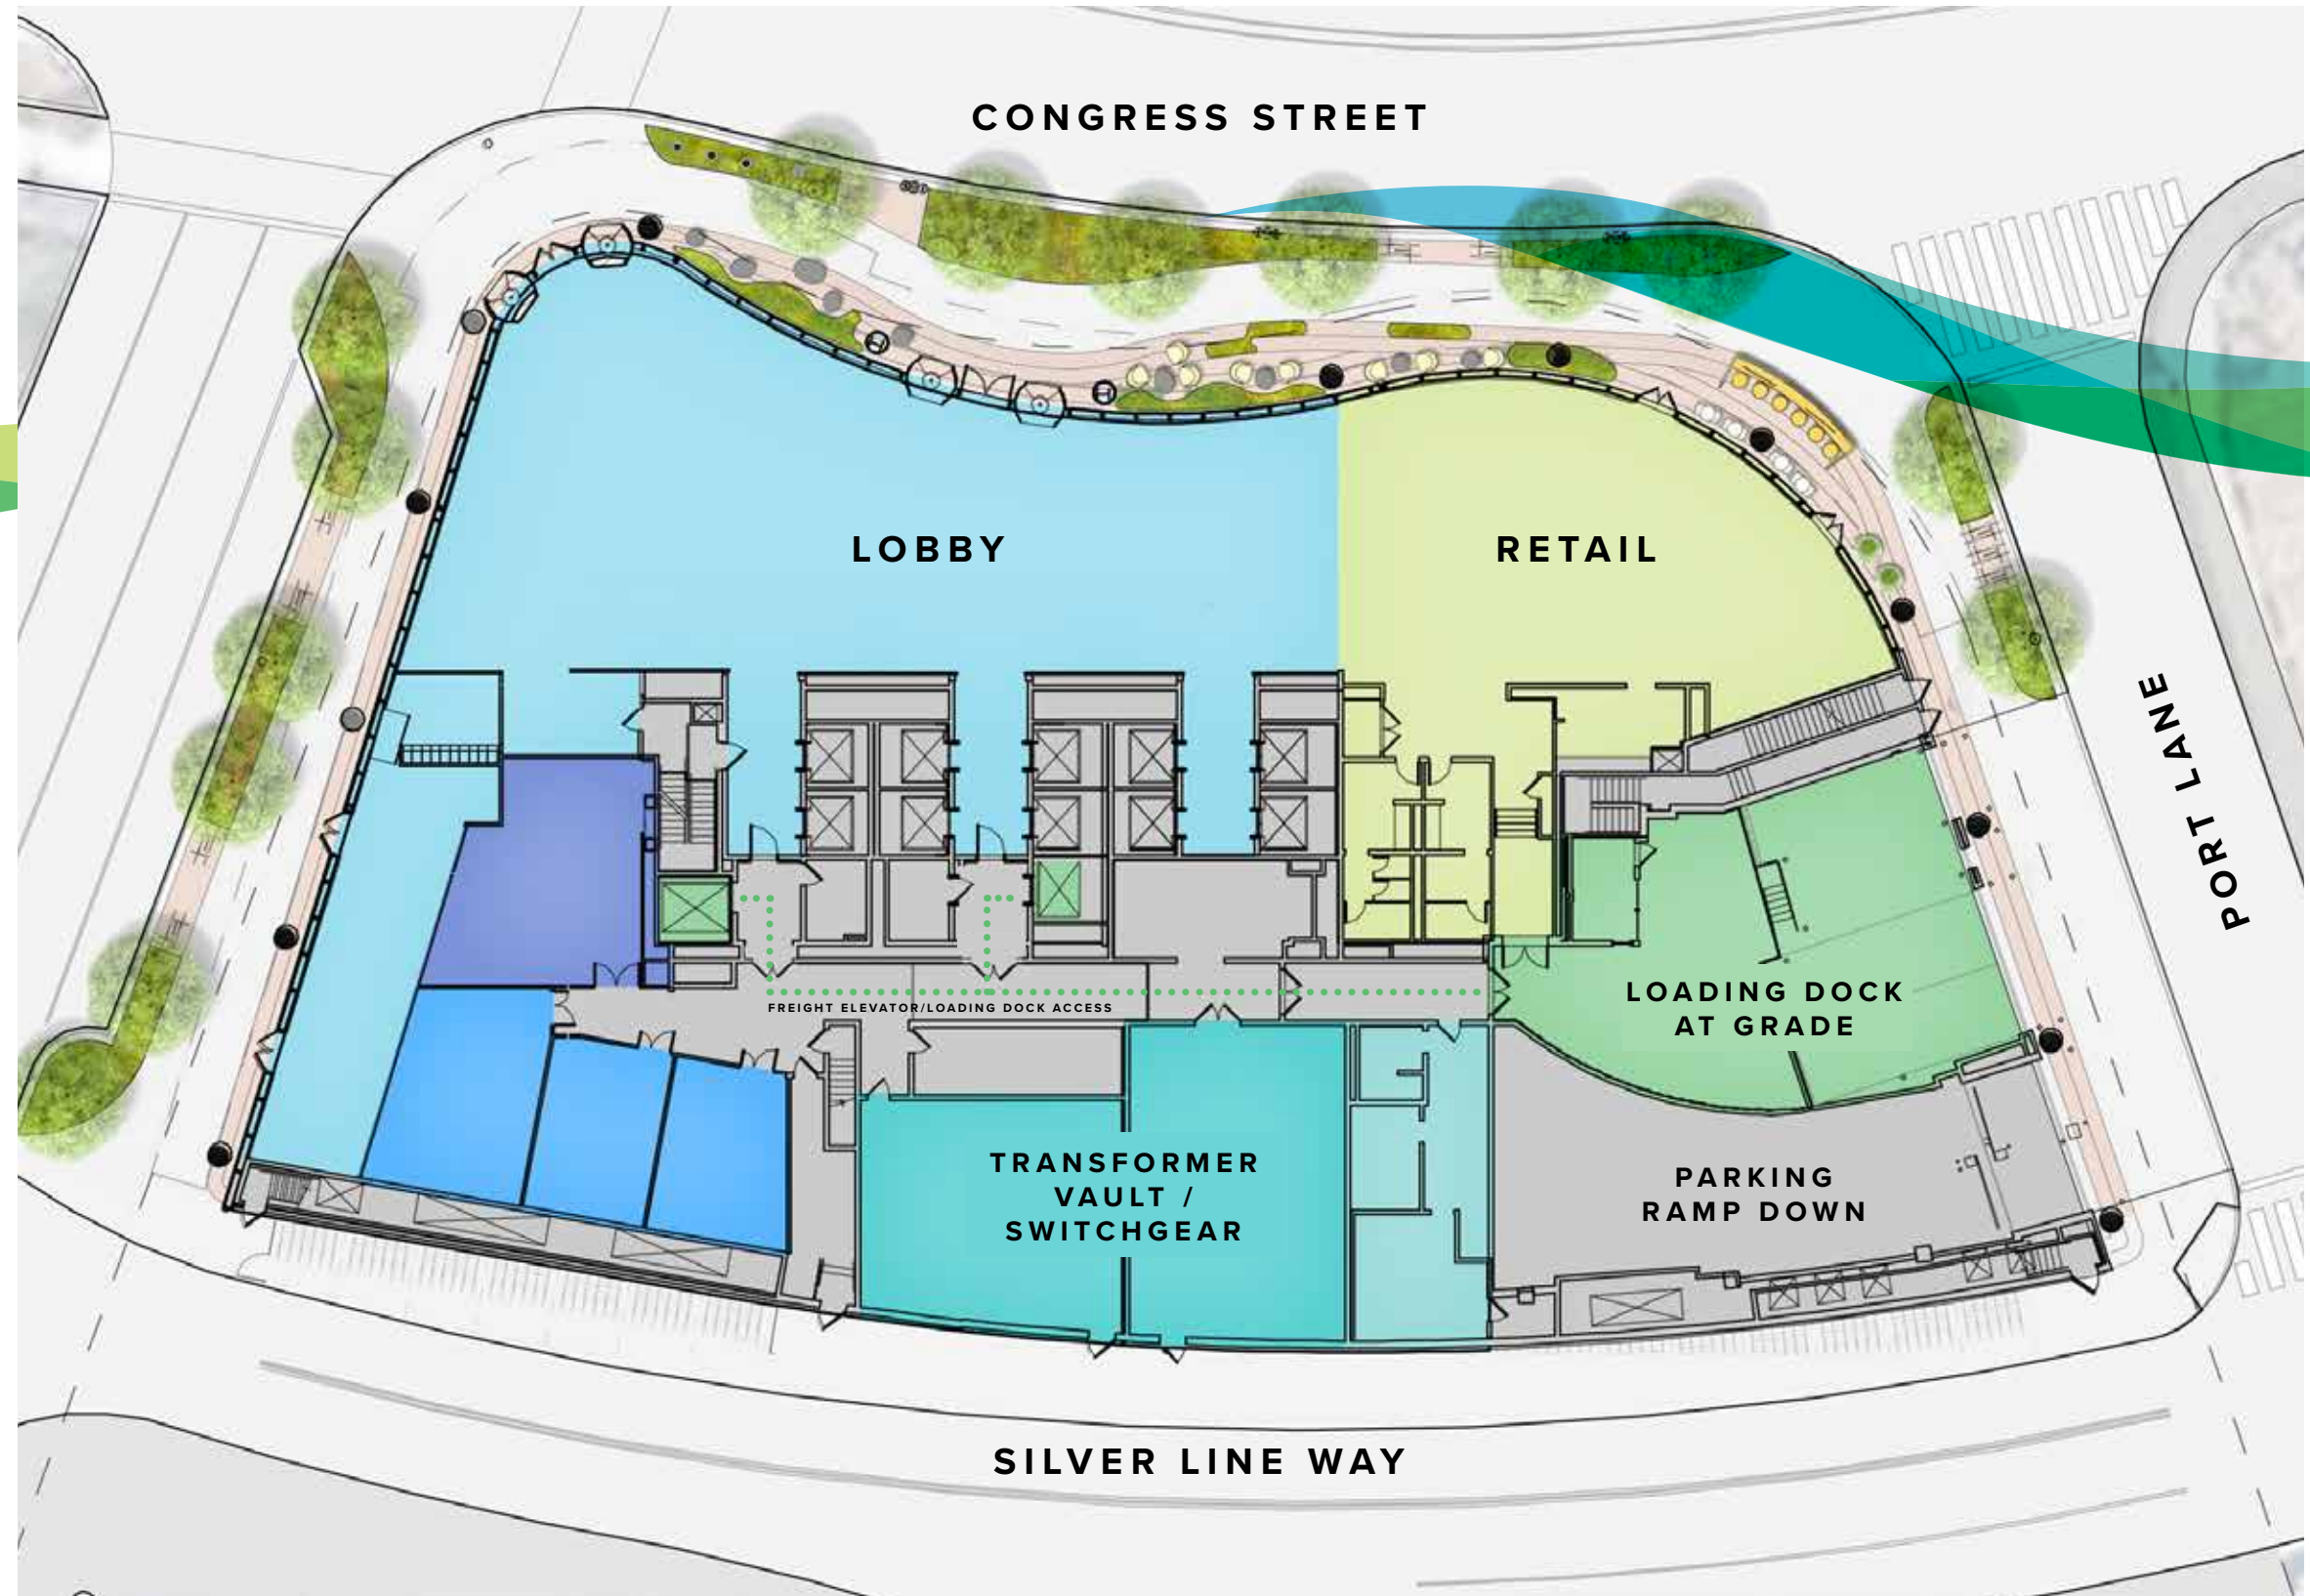 CONGRESS STREET
LOBBY
RETAIL
PORT LANE
LOADING DOCK
AT GRADE
FREIGHT ELEVATOR/LOADING DOCK ACCESS
TRANSFORMER
VAULT /
SWITCHGEAR
PARKING
RAMP DOWN
SILVER LINE WAY